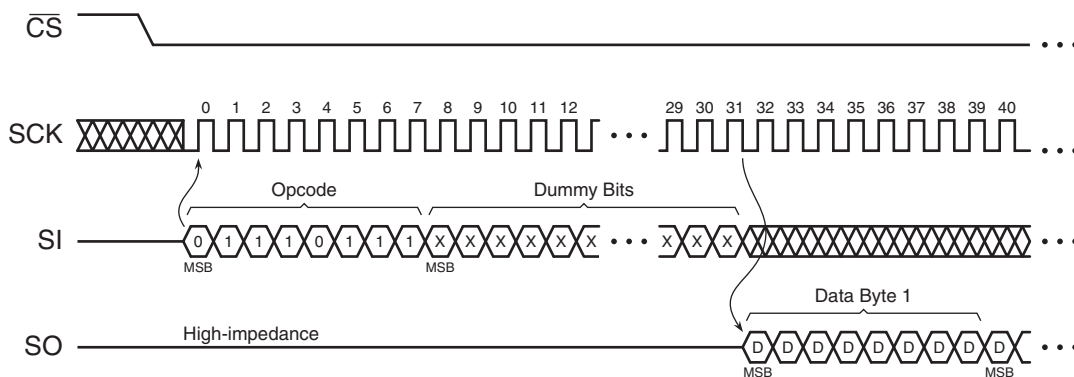 CS
SCK
0 1 2 3 4 5 6 7 8 9 10 11 12 29 30 31 32 33 34 35 36 37 38 39 40
Opcode Dummy Bits
SI
0 1 1 1 0 1 1 1 X X X X X X X X X
MSB MSB
Data Byte 1
High-impedance
SO
D D D D D D D D D
MSB MSB